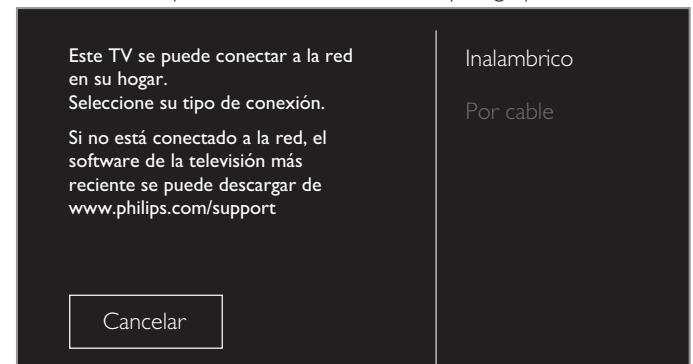 Este TV se puede conectar a la red
en su hogar.
Seleccione su tipo de conexión.
Si no está conectado a la red, el
software de la televisión más
reciente se puede descargar de
www.philips.com/support
Cancelar
Inalambrico
Por cable